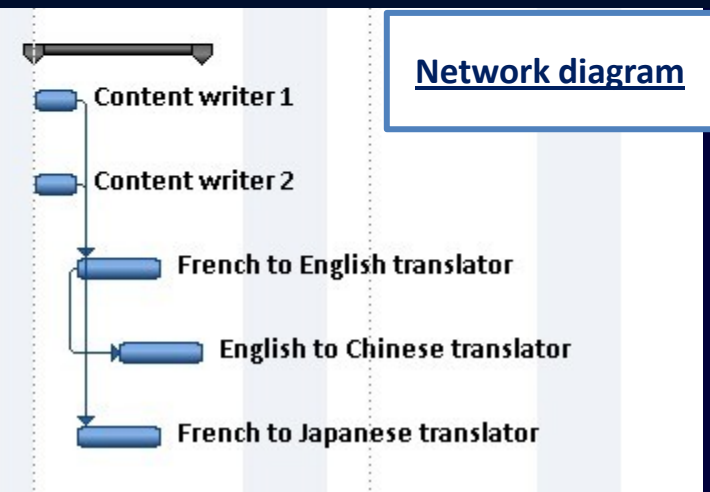 Network diagram
Content writer 1
Content writer 2
French to English translator
English to Chinese translator
French to Japanese translator